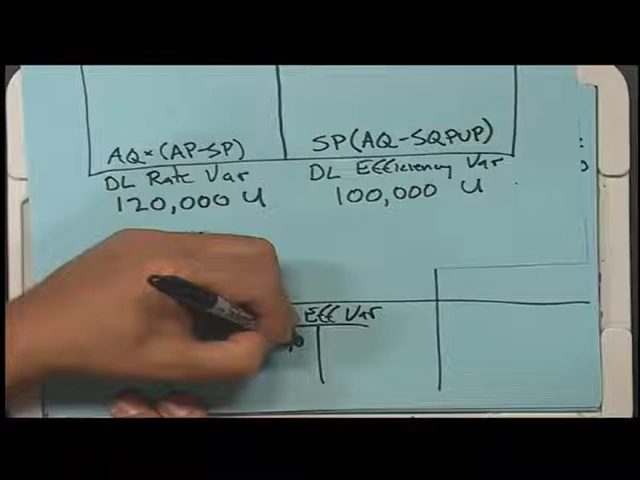 AQ×(AP-SP) SP(AQ-SQPUP)
DL Rate Var DL Efficiency Var
120,000 U 100,000 U
Eff Var